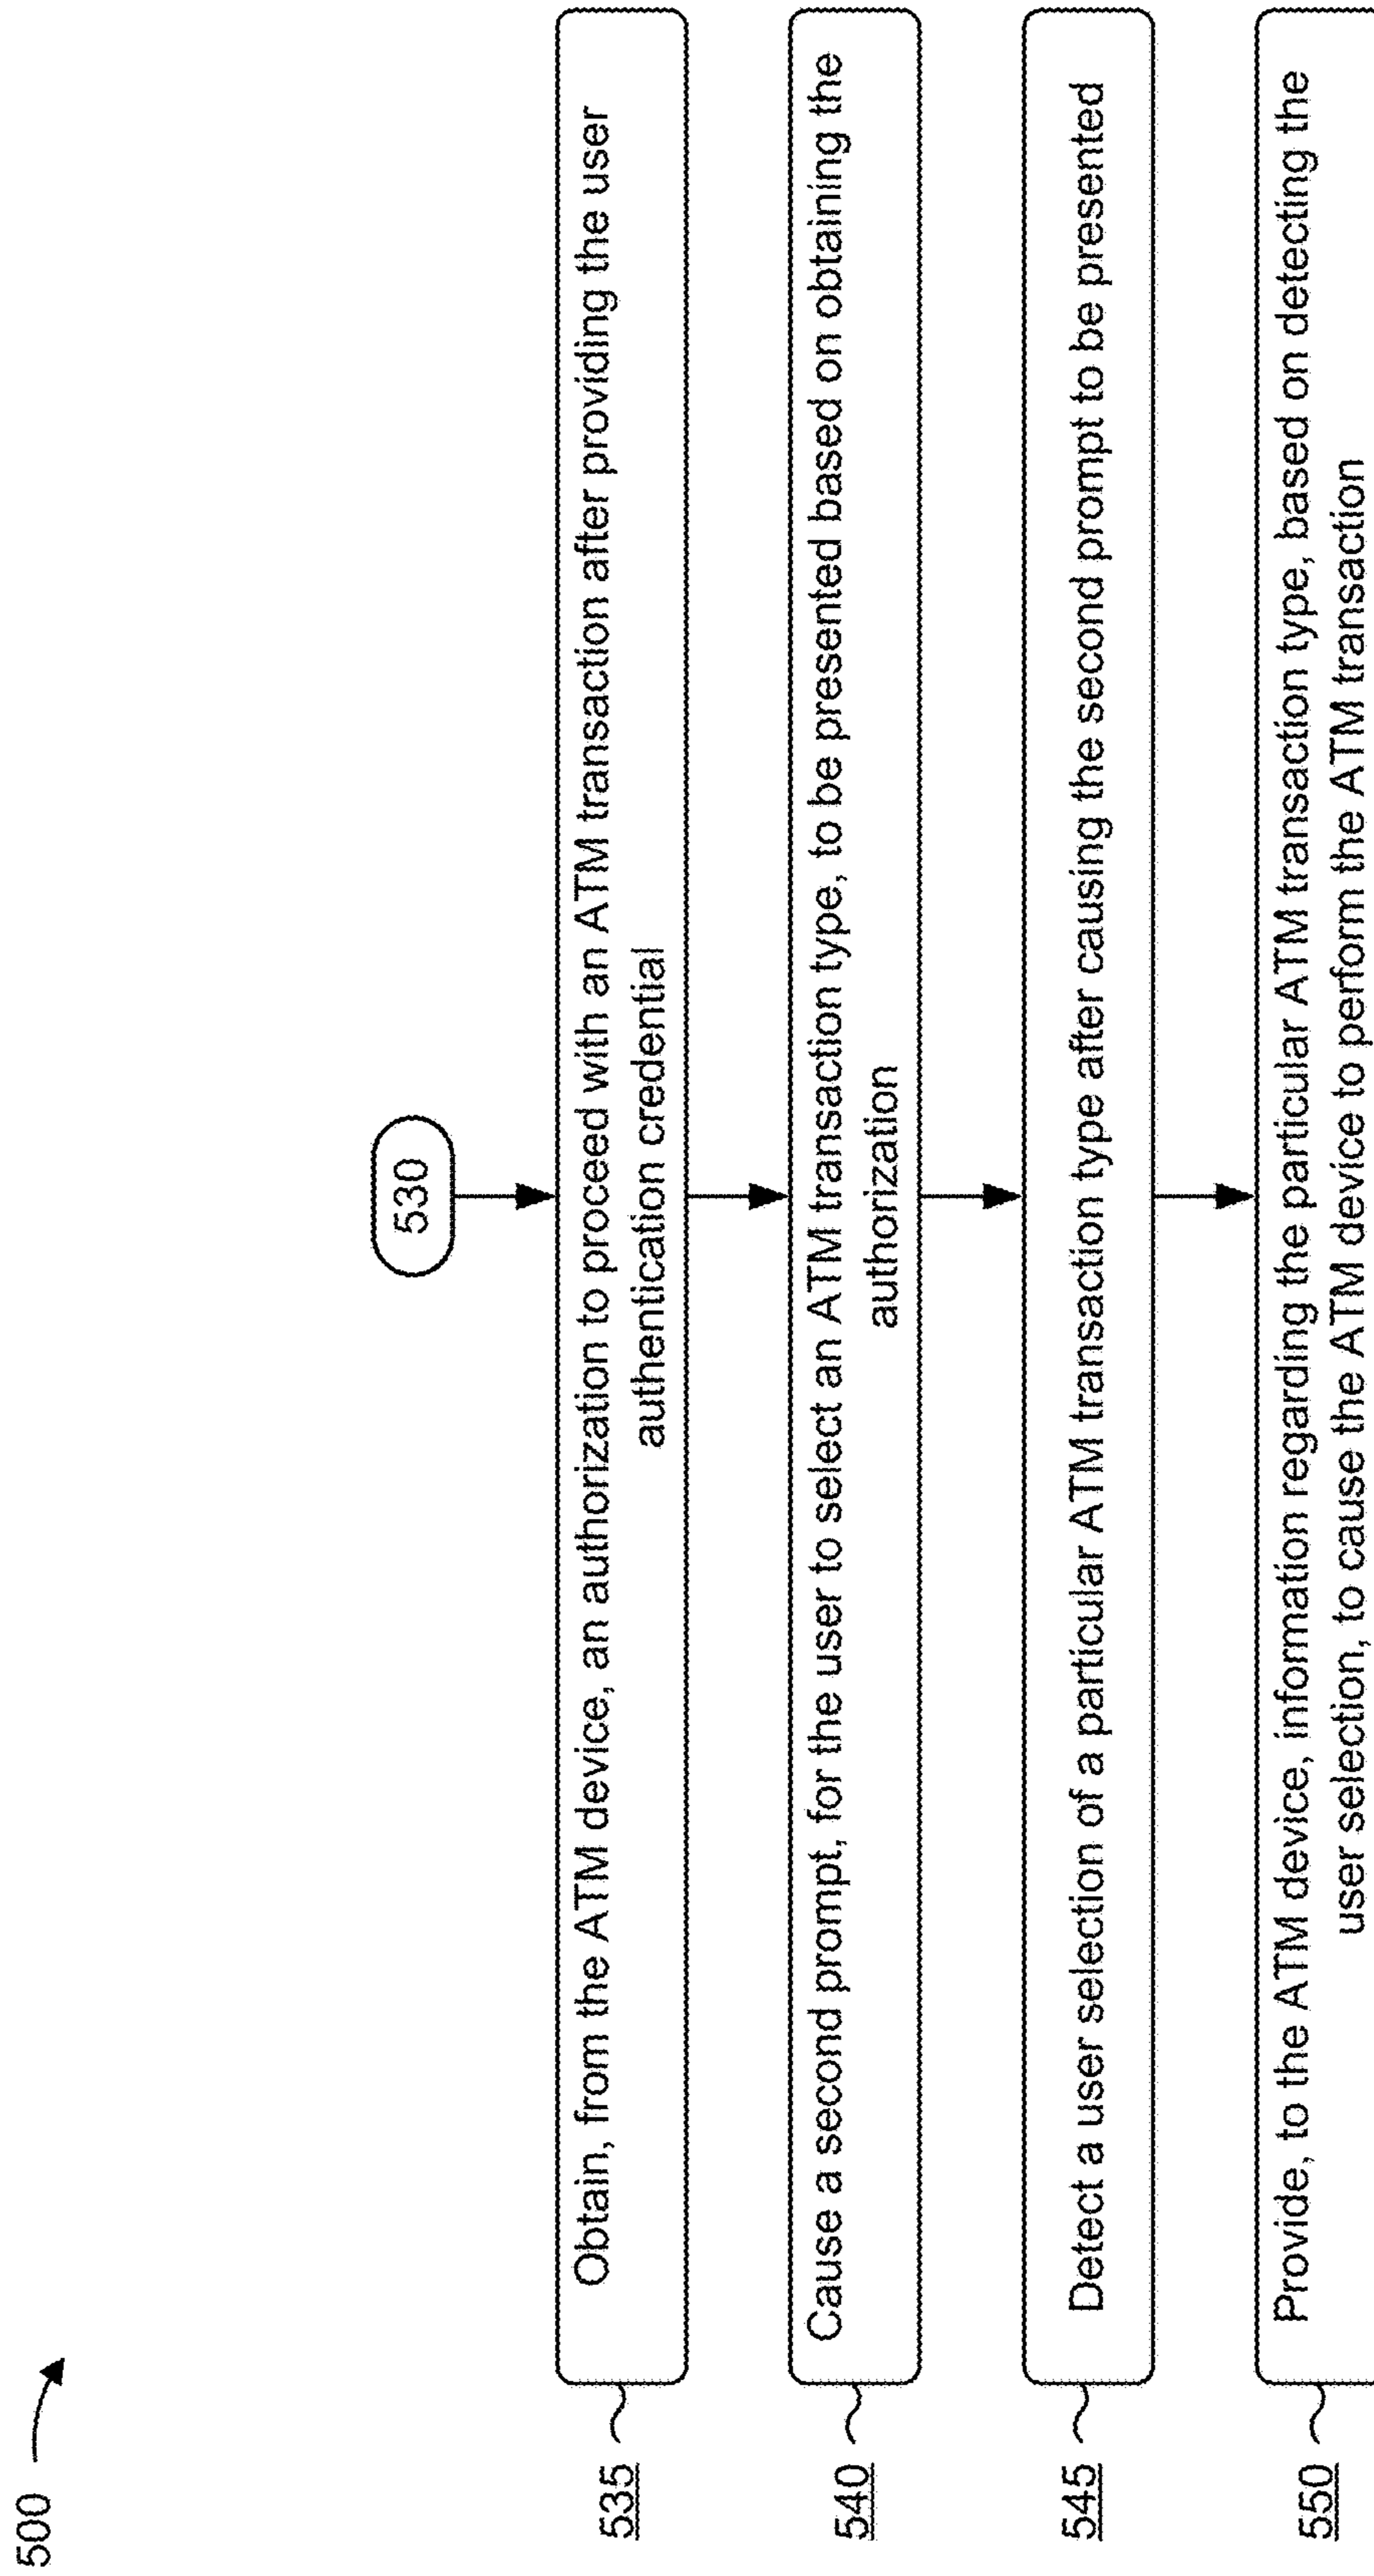 500
530
535
Obtain, from the ATM device, an authorization to proceed with an ATM transaction after providing the user
authentication credential
540
Cause a second prompt, for the user to select an ATM transaction type, to be presented based on obtaining the
authorization
545
Detect a user selection of a particular ATM transaction type after causing the second prompt to be presented
550
Provide, to the ATM device, information regarding the particular ATM transaction type, based on detecting the
user selection, to cause the ATM device to perform the ATM transaction